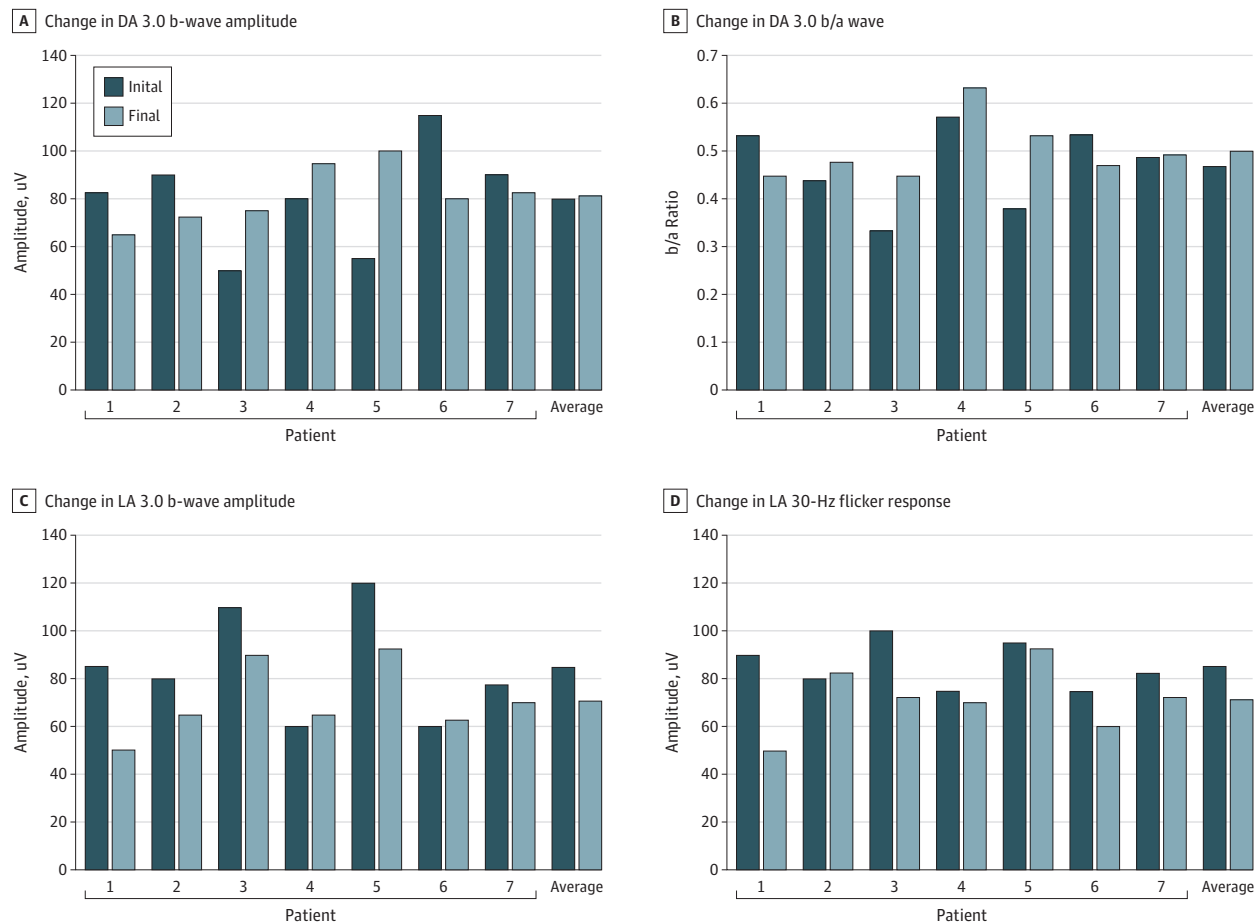 A Change in DA 3.0 b-wave amplitude
140
120
100
80
60
40
20
0
Amplitude, uV
Inital
Final
1 2 3 4 5 6 7 Average
Patient
B Change in DA 3.0 b/a wave
0.7
0.6
0.5
0.4
0.3
0.2
0.1
0
b/a Ratio
1 2 3 4 5 6 7 Average
Patient
C Change in LA 3.0 b-wave amplitude
140
120
100
80
60
40
20
0
Amplitude, uV
1 2 3 4 5 6 7 Average
Patient
D Change in LA 30-Hz flicker response
140
120
100
80
60
40
20
0
Amplitude, uV
1 2 3 4 5 6 7 Average
Patient